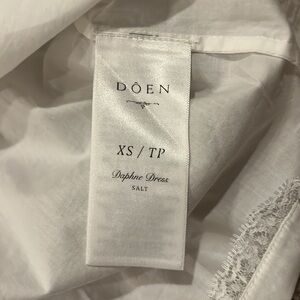 DÔEN
XS / TP
Daphne Dress
SALT